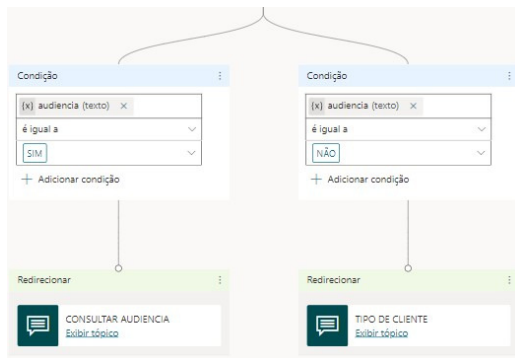 Condição
{x} audiencia (texto) ×
é igual a
SIM
+ Adicionar condição
Redirecionar
CONSULTAR AUDIENCIA
Exibir tópico
Condição
{x} audiencia (texto) ×
é igual a
NÃO
+ Adicionar condição
Redirecionar
TIPO DE CLIENTE
Exibir tópico